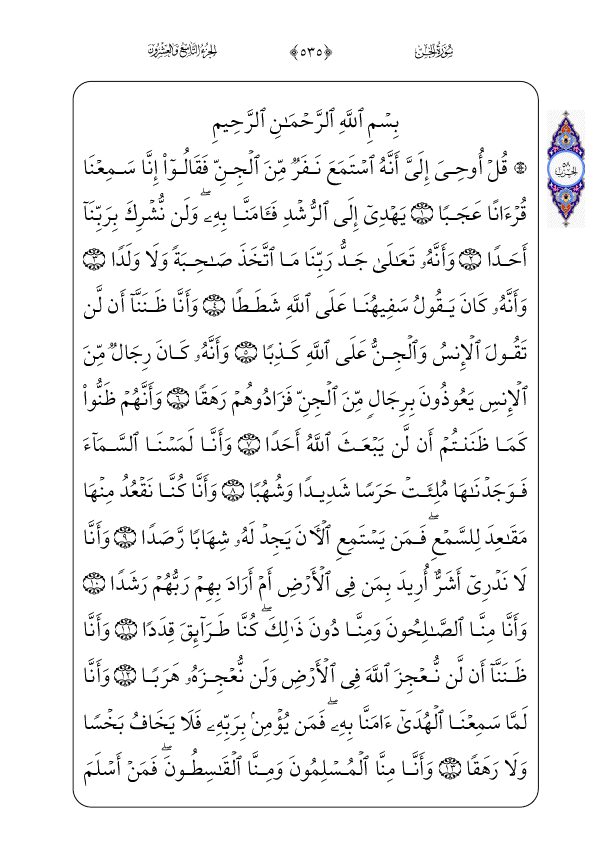 سُورَةُ الجِنّ
﴿٥٣٥﴾
الجُزءُ التَّاسِعُ وَالعِشْرُونَ
بِسْمِ ٱللَّهِ ٱلرَّحْمَـٰنِ ٱلرَّحِيمِ
۞ قُلْ أُوحِىَ إِلَىَّ أَنَّهُ ٱسْتَمَعَ نَفَرٌ مِّنَ ٱلْجِنِّ فَقَالُوٓا۟ إِنَّا سَمِعْنَا
قُرْءَانًا عَجَبًا ﴿١﴾ يَهْدِىٓ إِلَى ٱلرُّشْدِ فَـَٔامَنَّا بِهِۦ ۖ وَلَن نُّشْرِكَ بِرَبِّنَآ
أَحَدًا ﴿٢﴾ وَأَنَّهُۥ تَعَـٰلَىٰ جَدُّ رَبِّنَا مَا ٱتَّخَذَ صَـٰحِبَةً وَلَا وَلَدًا ﴿٣﴾
وَأَنَّهُۥ كَانَ يَقُولُ سَفِيهُنَا عَلَى ٱللَّهِ شَطَطًا ﴿٤﴾ وَأَنَّا ظَنَنَّآ أَن لَّن
تَقُولَ ٱلْإِنسُ وَٱلْجِنُّ عَلَى ٱللَّهِ كَذِبًا ﴿٥﴾ وَأَنَّهُۥ كَانَ رِجَالٌ مِّنَ
ٱلْإِنسِ يَعُوذُونَ بِرِجَالٍ مِّنَ ٱلْجِنِّ فَزَادُوهُمْ رَهَقًا ﴿٦﴾ وَأَنَّهُمْ ظَنُّوا۟
كَمَا ظَنَنتُمْ أَن لَّن يَبْعَثَ ٱللَّهُ أَحَدًا ﴿٧﴾ وَأَنَّا لَمَسْنَا ٱلسَّمَآءَ
فَوَجَدْنَـٰهَا مُلِئَتْ حَرَسًا شَدِيدًا وَشُهُبًا ﴿٨﴾ وَأَنَّا كُنَّا نَقْعُدُ مِنْهَا
مَقَـٰعِدَ لِلسَّمْعِ ۖ فَمَن يَسْتَمِعِ ٱلْـَٔانَ يَجِدْ لَهُۥ شِهَابًا رَّصَدًا ﴿٩﴾ وَأَنَّا
لَا نَدْرِىٓ أَشَرٌّ أُرِيدَ بِمَن فِى ٱلْأَرْضِ أَمْ أَرَادَ بِهِمْ رَبُّهُمْ رَشَدًا ﴿١٠﴾
وَأَنَّا مِنَّا ٱلصَّـٰلِحُونَ وَمِنَّا دُونَ ذَٰلِكَ ۖ كُنَّا طَرَآئِقَ قِدَدًا ﴿١١﴾ وَأَنَّا
ظَنَنَّآ أَن لَّن نُّعْجِزَ ٱللَّهَ فِى ٱلْأَرْضِ وَلَن نُّعْجِزَهُۥ هَرَبًا ﴿١٢﴾ وَأَنَّا
لَمَّا سَمِعْنَا ٱلْهُدَىٰٓ ءَامَنَّا بِهِۦ ۖ فَمَن يُؤْمِنۢ بِرَبِّهِۦ فَلَا يَخَافُ بَخْسًا
وَلَا رَهَقًا ﴿١٣﴾ وَأَنَّا مِنَّا ٱلْمُسْلِمُونَ وَمِنَّا ٱلْقَـٰسِطُونَ ۖ فَمَنْ أَسْلَمَ
٥٨
الحزب